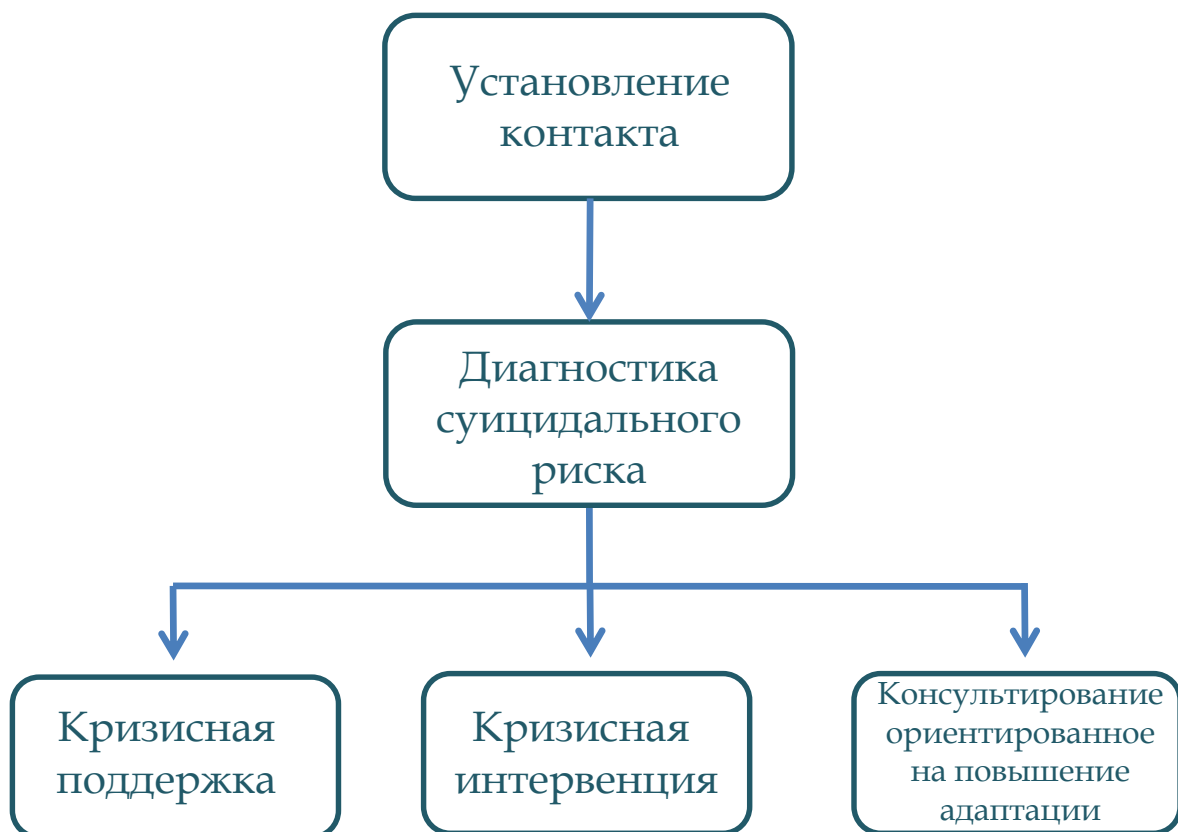 Установление
контакта
Диагностика
суицидального
риска
Кризисная
поддержка
Кризисная
интервенция
Консультирование
ориентированное
на повышение
адаптации